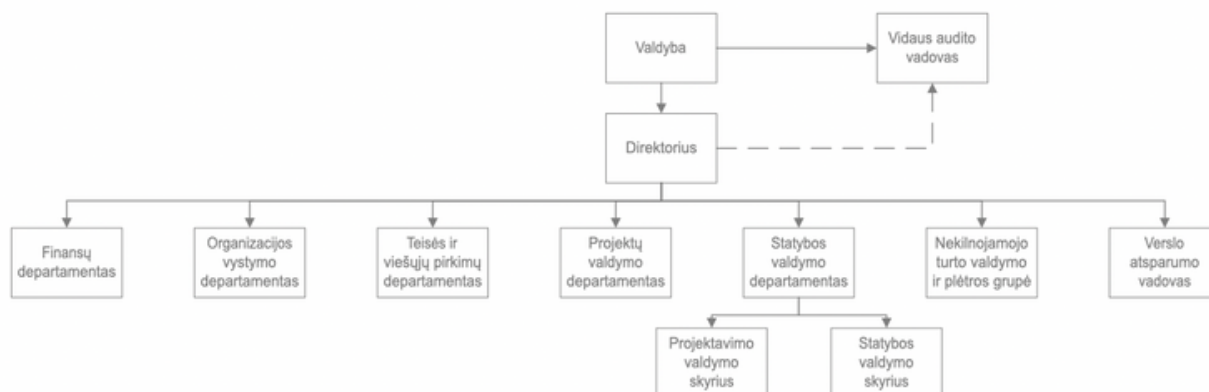 Valdyba
Vidaus audito
vadovas
Direktorius
Finansų
departamentas
Organizacijos
vystymo
departamentas
Teisės ir
viešųjų pirkimų
departamentas
Projektų
valdymo
departamentas
Statybos
valdymo
departamentas
Nekilnojamojo
turto valdymo
ir plėtros grupė
Verslo
atsparumo
vadovas
Projektavimo
valdymo
skyrius
Statybos
valdymo
skyrius